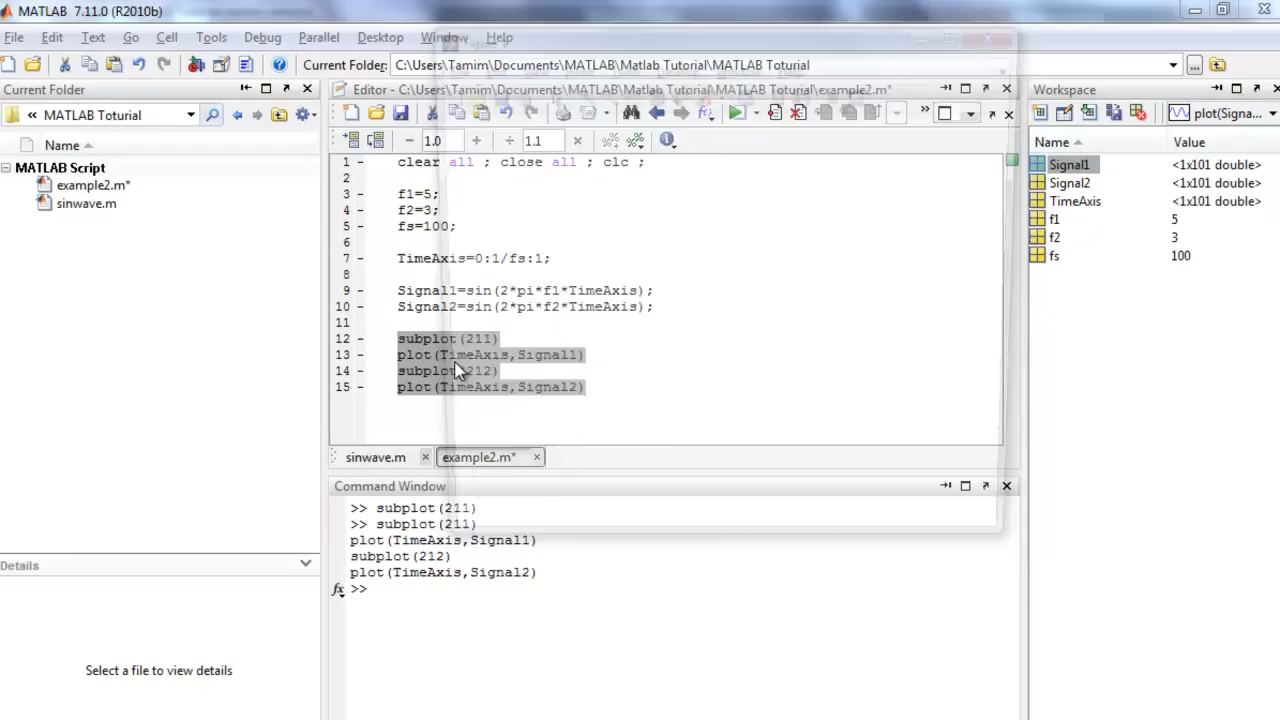 MATLAB 7.11.0 (R2010b)
File Edit Text Go Cell Tools Debug Parallel Desktop Window Help
Current Folder: C:\Users\Tamim\Documents\MATLAB\Matlab Tutorial\MATLAB Toturial
Current Folder
« MATLAB Toturial
Name
MATLAB Script
example2.m*
sinwave.m
Details
Select a file to view details
Editor - C:\Users\Tamim\Documents\MATLAB\Matlab Tutorial\MATLAB Toturial\example2.m*
1.0
1.1
1 - clear all ; close all ; clc ;
2
3 - f1=5;
4 - f2=3;
5 - fs=100;
6
7 - TimeAxis=0:1/fs:1;
8
9 - Signal1=sin(2*pi*f1*TimeAxis);
10 - Signal2=sin(2*pi*f2*TimeAxis);
11
12 - subplot(211)
13 - plot(TimeAxis,Signal1)
14 - subplot(212)
15 - plot(TimeAxis,Signal2)
sinwave.m
example2.m*
Command Window
>> subplot(211)
>> subplot(211)
plot(TimeAxis,Signal1)
subplot(212)
plot(TimeAxis,Signal2)
fx >>
Workspace
plot(Signa...
Name Value
Signal1 <1x101 double>
Signal2 <1x101 double>
TimeAxis <1x101 double>
f1 5
f2 3
fs 100